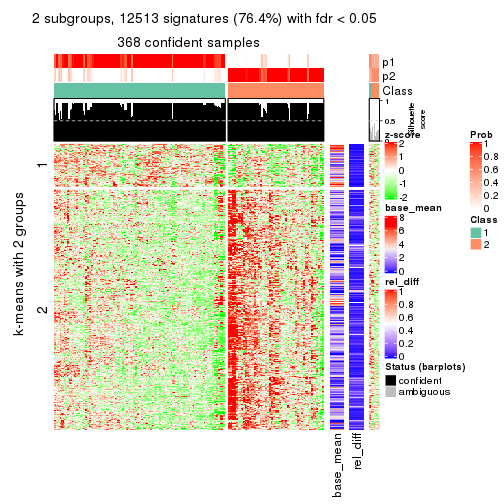 2 subgroups, 12513 signatures (76.4%) with fdr < 0.05
368 confident samples
p1
p2
Class
1
0.5
0
Silhouette
score
k-means with 2 groups
1
2
base_mean
rel_diff
z-score
2
1
0
-1
-2
base_mean
8
6
4
2
0
rel_diff
1
0.8
0.6
0.4
0.2
0
Status (barplots)
confident
ambiguous
Prob
1
0.8
0.6
0.4
0.2
0
Class
1
2